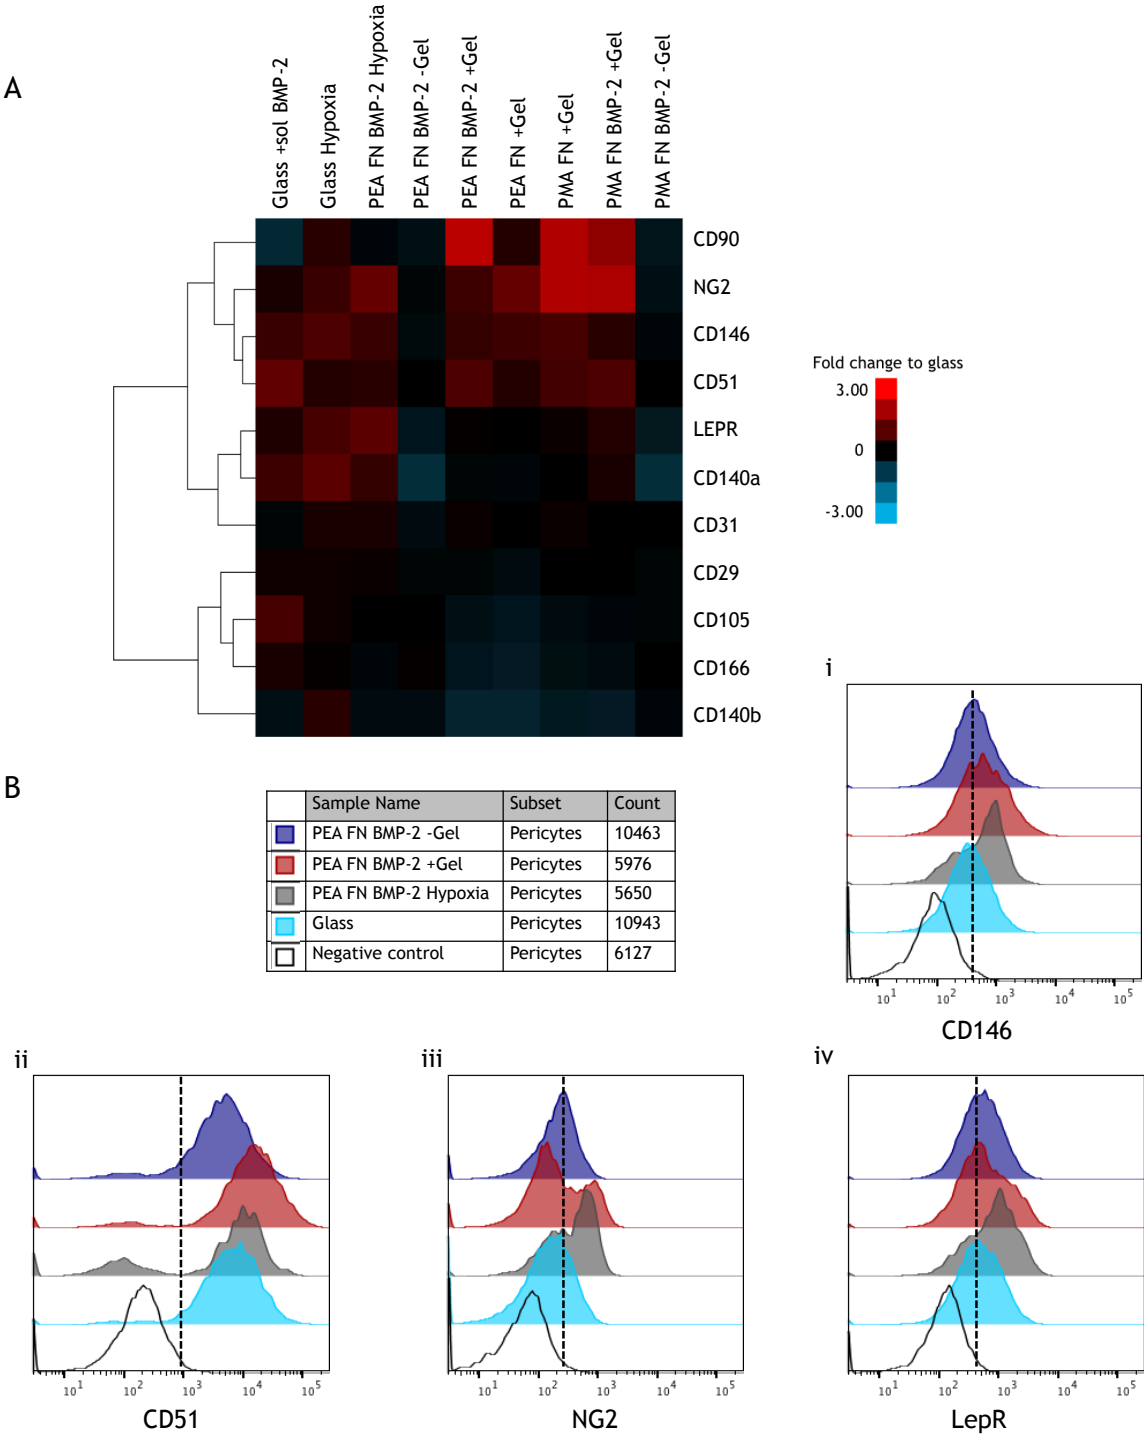 A
Glass +sol BMP-2
Glass Hypoxia
PEA FN BMP-2 Hypoxia
PEA FN BMP-2 -Gel
PEA FN BMP-2 +Gel
PEA FN +Gel
PMA FN +Gel
PMA FN BMP-2 +Gel
PMA FN BMP-2 -Gel
CD90
NG2
CD146
CD51
LEPR
CD140a
CD31
CD29
CD105
CD166
CD140b
Fold change to glass
3.00
0
-3.00
B
Sample Name Subset Count
PEA FN BMP-2 -Gel Pericytes 10463
PEA FN BMP-2 +Gel Pericytes 5976
PEA FN BMP-2 Hypoxia Pericytes 5650
Glass Pericytes 10943
Negative control Pericytes 6127
i
10^1 10^2 10^3 10^4 10^5
CD146
ii
10^1 10^2 10^3 10^4 10^5
CD51
iii
10^1 10^2 10^3 10^4 10^5
NG2
iv
10^1 10^2 10^3 10^4 10^5
LepR